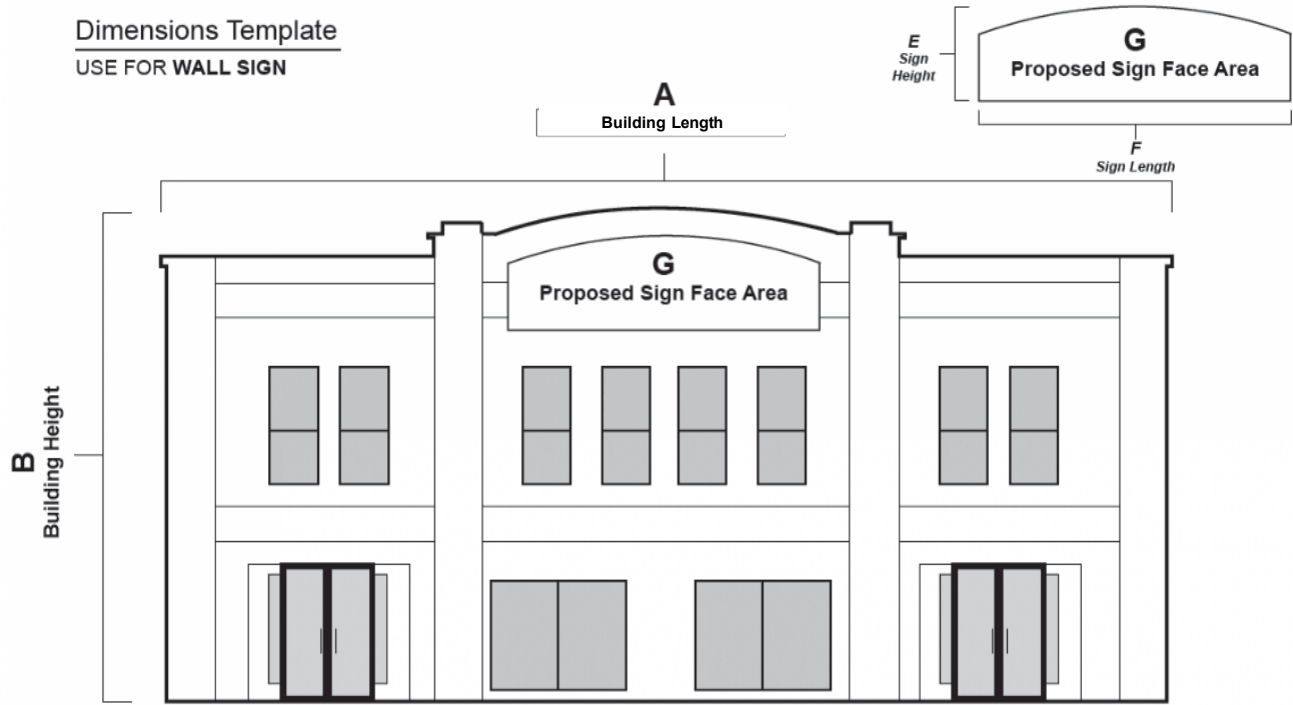 Dimensions Template
USE FOR WALL SIGN
E
Sign
Height
G
Proposed Sign Face Area
F
Sign Length
A
Building Length
G
Proposed Sign Face Area
B
Building Height